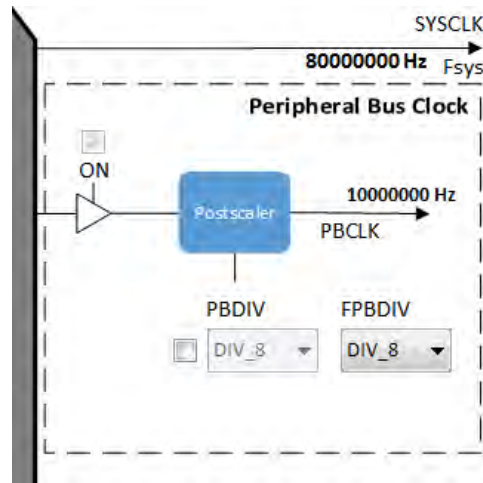 SYSCLK
80000000 Hz Fsys
Peripheral Bus Clock
ON
Postscaler
10000000 Hz
PBCLK
PBDIV FPBDIV
DIV_8 DIV_8